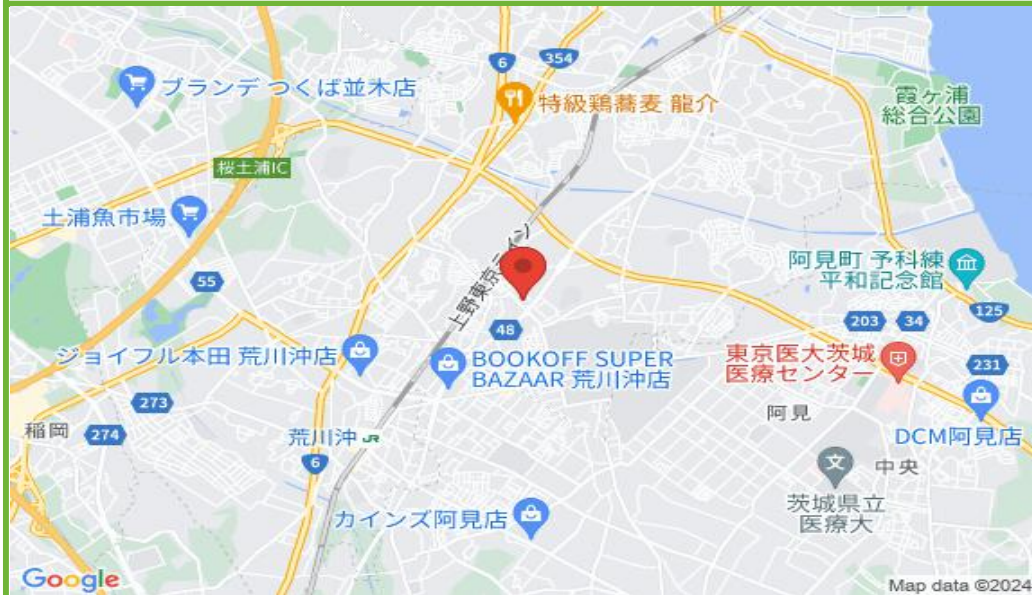 6
354
ブランデ つくば並木店
特級鶏蕎麦 龍介
霞ヶ浦
総合公園
桜土浦IC
土浦魚市場
上野東京ライン
阿見町 予科練
平和記念館
55
125
48
203
34
ジョイフル本田 荒川沖店
BOOKOFF SUPER
BAZAAR 荒川沖店
東京医大茨城
医療センター
231
273
阿見
稲岡
274
荒川沖 JR
DCM阿見店
中央
6
茨城県立
医療大
カインズ阿見店
Google
Map data ©2024